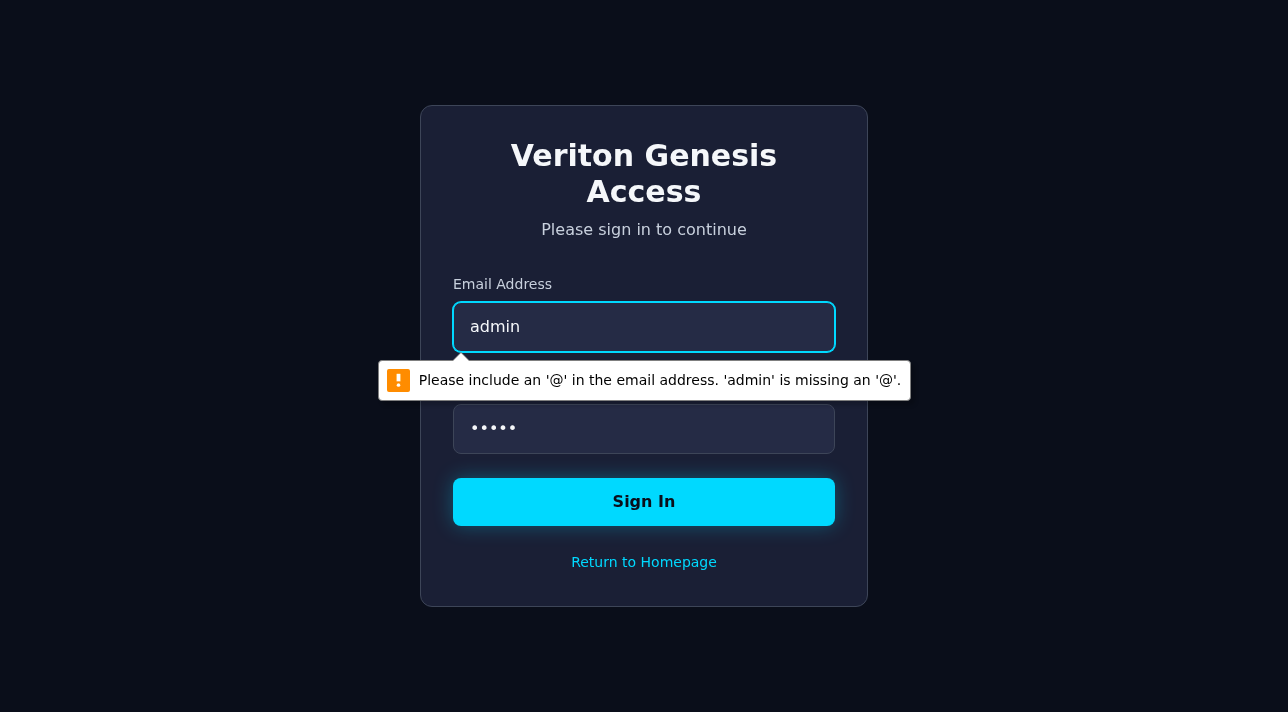 Veriton Genesis
Access
Please sign in to continue
Email Address
admin
Please include an '@' in the email address. 'admin' is missing an '@'.
•••••
Sign In
Return to Homepage